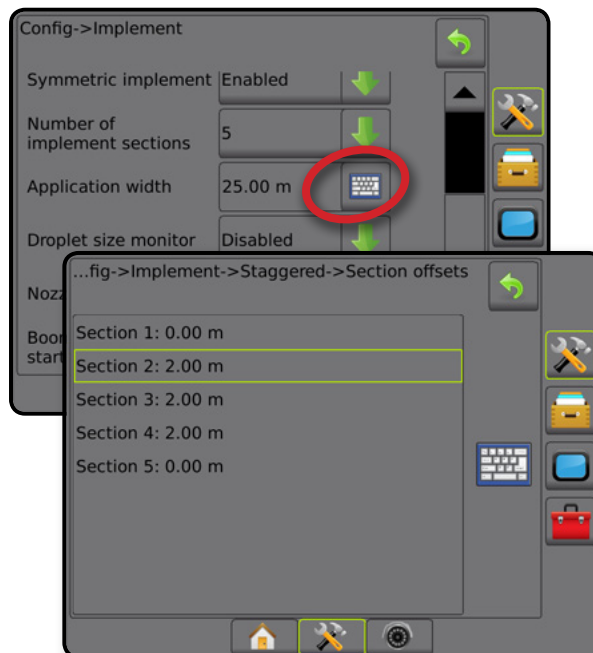 Config->Implement
Symmetric implement Enabled
Number of
implement sections
5
Application width 25.00 m
Droplet size monitor Disabled
...fig->Implement->Staggered->Section offsets
Section 1: 0.00 m
Section 2: 2.00 m
Section 3: 2.00 m
Section 4: 2.00 m
Section 5: 0.00 m